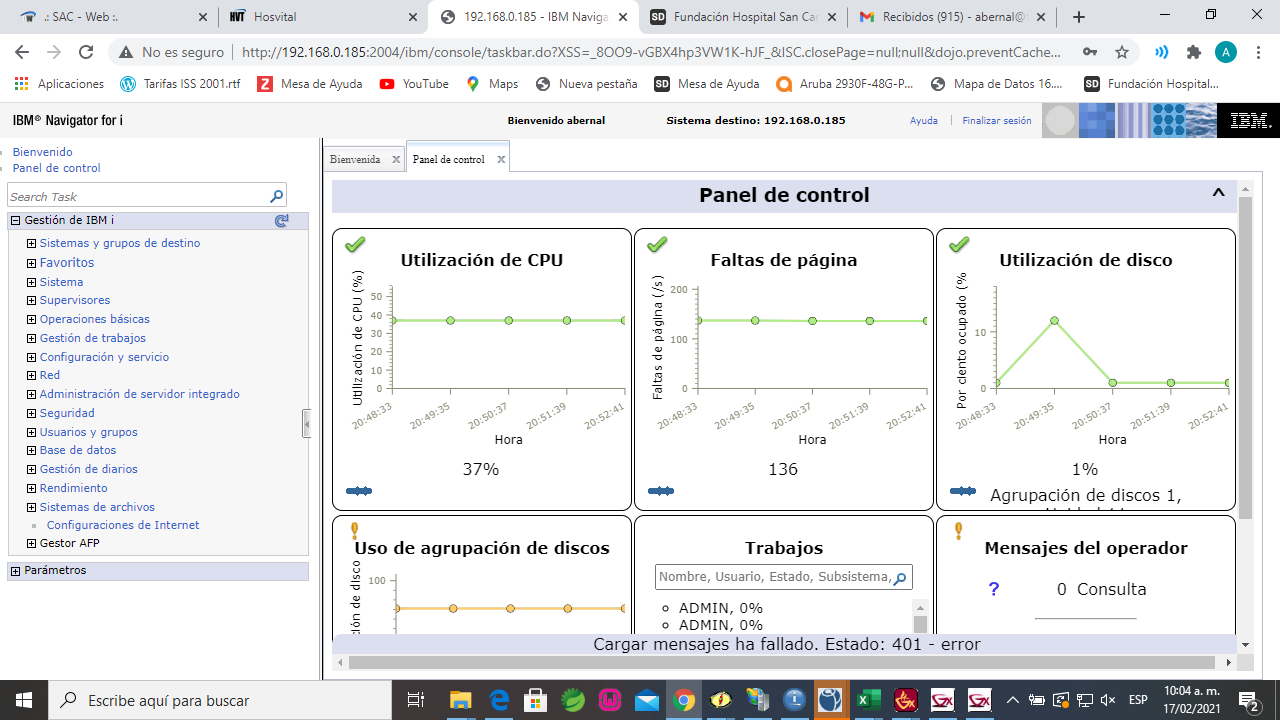 .: SAC - Web :.
HVT Hosvital
192.168.0.185 - IBM Naviga
SD Fundación Hospital San Ca
Recibidos (915) - abernal@
No es seguro | http://192.168.0.185:2004/ibm/console/taskbar.do?XSS=_8OO9-vGBX4hp3VW1K-HJF_&ISC.closePage=null;null&dojo.preventCache...
A
Aplicaciones
Tarifas ISS 2001.rtf
Z Mesa de Ayuda
YouTube
Maps
Nueva pestaña
SD Mesa de Ayuda
Aruba 2930F-48G-P...
Mapa de Datos 16....
SD Fundación Hospital...
IBM® Navigator for i
Bienvenido abernal
Sistema destino: 192.168.0.185
Ayuda | Finalizar sesión
IBM.
Bienvenido
Panel de control
Search Task
Gestión de IBM i
Sistemas y grupos de destino
Favoritos
Sistema
Supervisores
Operaciones básicas
Gestión de trabajos
Configuración y servicio
Red
Administración de servidor integrado
Seguridad
Usuarios y grupos
Base de datos
Gestión de diarios
Rendimiento
Sistemas de archivos
Configuraciones de Internet
Gestor AFP
Parámetros
Bienvenida x
Panel de control x
Panel de control ^
Utilización de CPU
Utilización de CPU (%)
50
40
30
20
10
0
20:48:33 20:49:35 20:50:37 20:51:39 20:52:41
Hora
37%
Faltas de página
Faltas de página (/s)
200
100
0
20:48:33 20:49:35 20:50:37 20:51:39 20:52:41
Hora
136
Utilización de disco
Por ciento ocupado (%
10
0
20:48:33 20:49:35 20:50:37 20:51:39 20:52:41
Hora
1%
Agrupación de discos 1,
Uso de agrupación de discos
ción de disco
100
Trabajos
Nombre, Usuario, Estado, Subsistema,
ADMIN, 0%
ADMIN, 0%
Mensajes del operador
? 0 Consulta
Cargar mensajes ha fallado. Estado: 401 - error
Escribe aquí para buscar
ESP
10:04 a. m.
17/02/2021
2